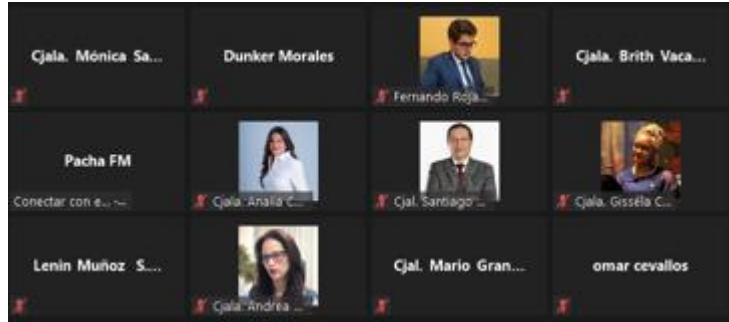 Cjala. Mónica Sa...
Dunker Morales
Fernando Roja...
Cjala. Brith Vaca...
Pacha FM
Conectar con e... -...
Cjala. Analía C...
Cjal. Santiago ...
Cjala. Gisséla C...
Lenin Muñoz S....
Cjala. Andrea ...
Cjal. Mario Gran...
omar cevallos